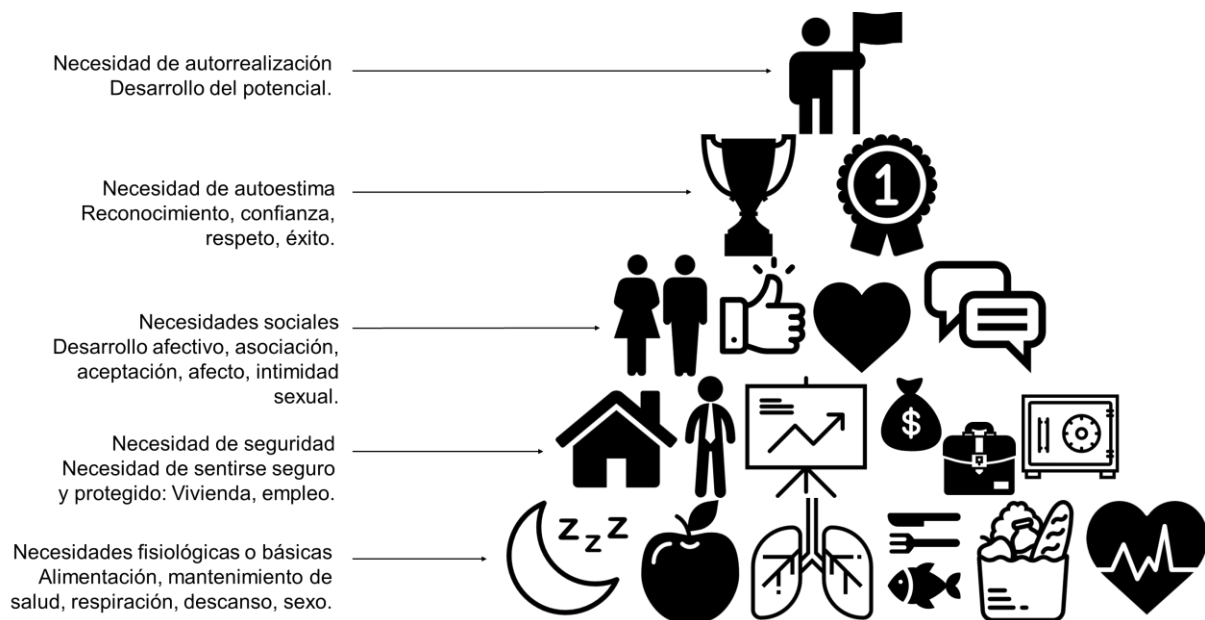 Necesidad de autorrealización
Desarrollo del potencial.
1
Necesidad de autoestima
Reconocimiento, confianza,
respeto, éxito.
Necesidades sociales
Desarrollo afectivo, asociación,
aceptación, afecto, intimidad
sexual.
$
Necesidad de seguridad
Necesidad de sentirse seguro
y protegido: Vivienda, empleo.
z z z
Necesidades fisiológicas o básicas
Alimentación, mantenimiento de
salud, respiración, descanso, sexo.